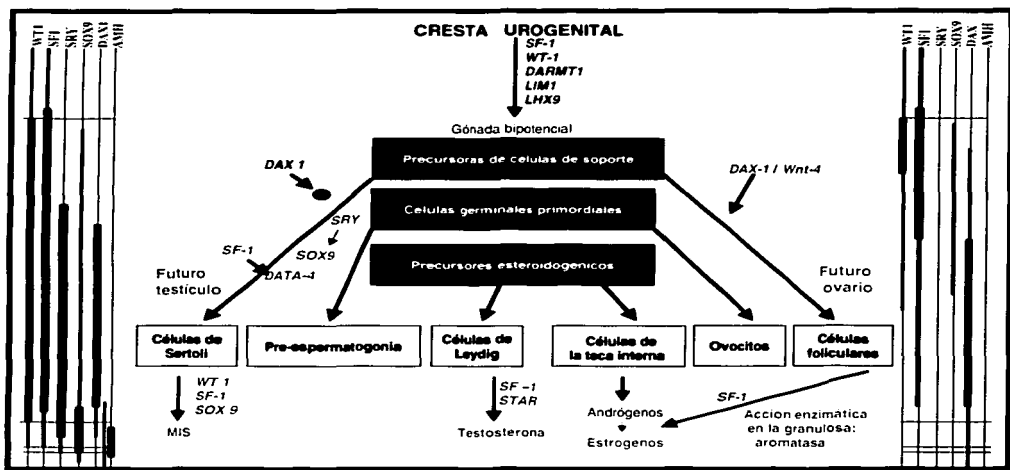 WT1
SF1
SRY
SOX9
DAX1
AMH
CRESTA UROGENITAL
SF-1
WT-1
DARMT1
LIM1
LHX9
Gónada bipotencial
Precursoras de células de soporte
DAX 1
DAX-1 / Wnt-4
Células germinales primordiales
SRY
SOX9
SF-1
DATA-4
Precursores esteroidogenicos
Futuro
testículo
Futuro
ovario
Células de
Sertoli
Pre-espermatogonia
Células de
Leydig
Células de
la teca interna
Ovocitos
Células
foliculares
WT 1
SF-1
SOX 9
MIS
SF -1
STAR
Testosterona
Andrógenos
Estrogenos
SF-1
Accion enzimática
en la granulosa:
aromatasa
WT1
SF1
SRY
SOX9
DAX
AMH